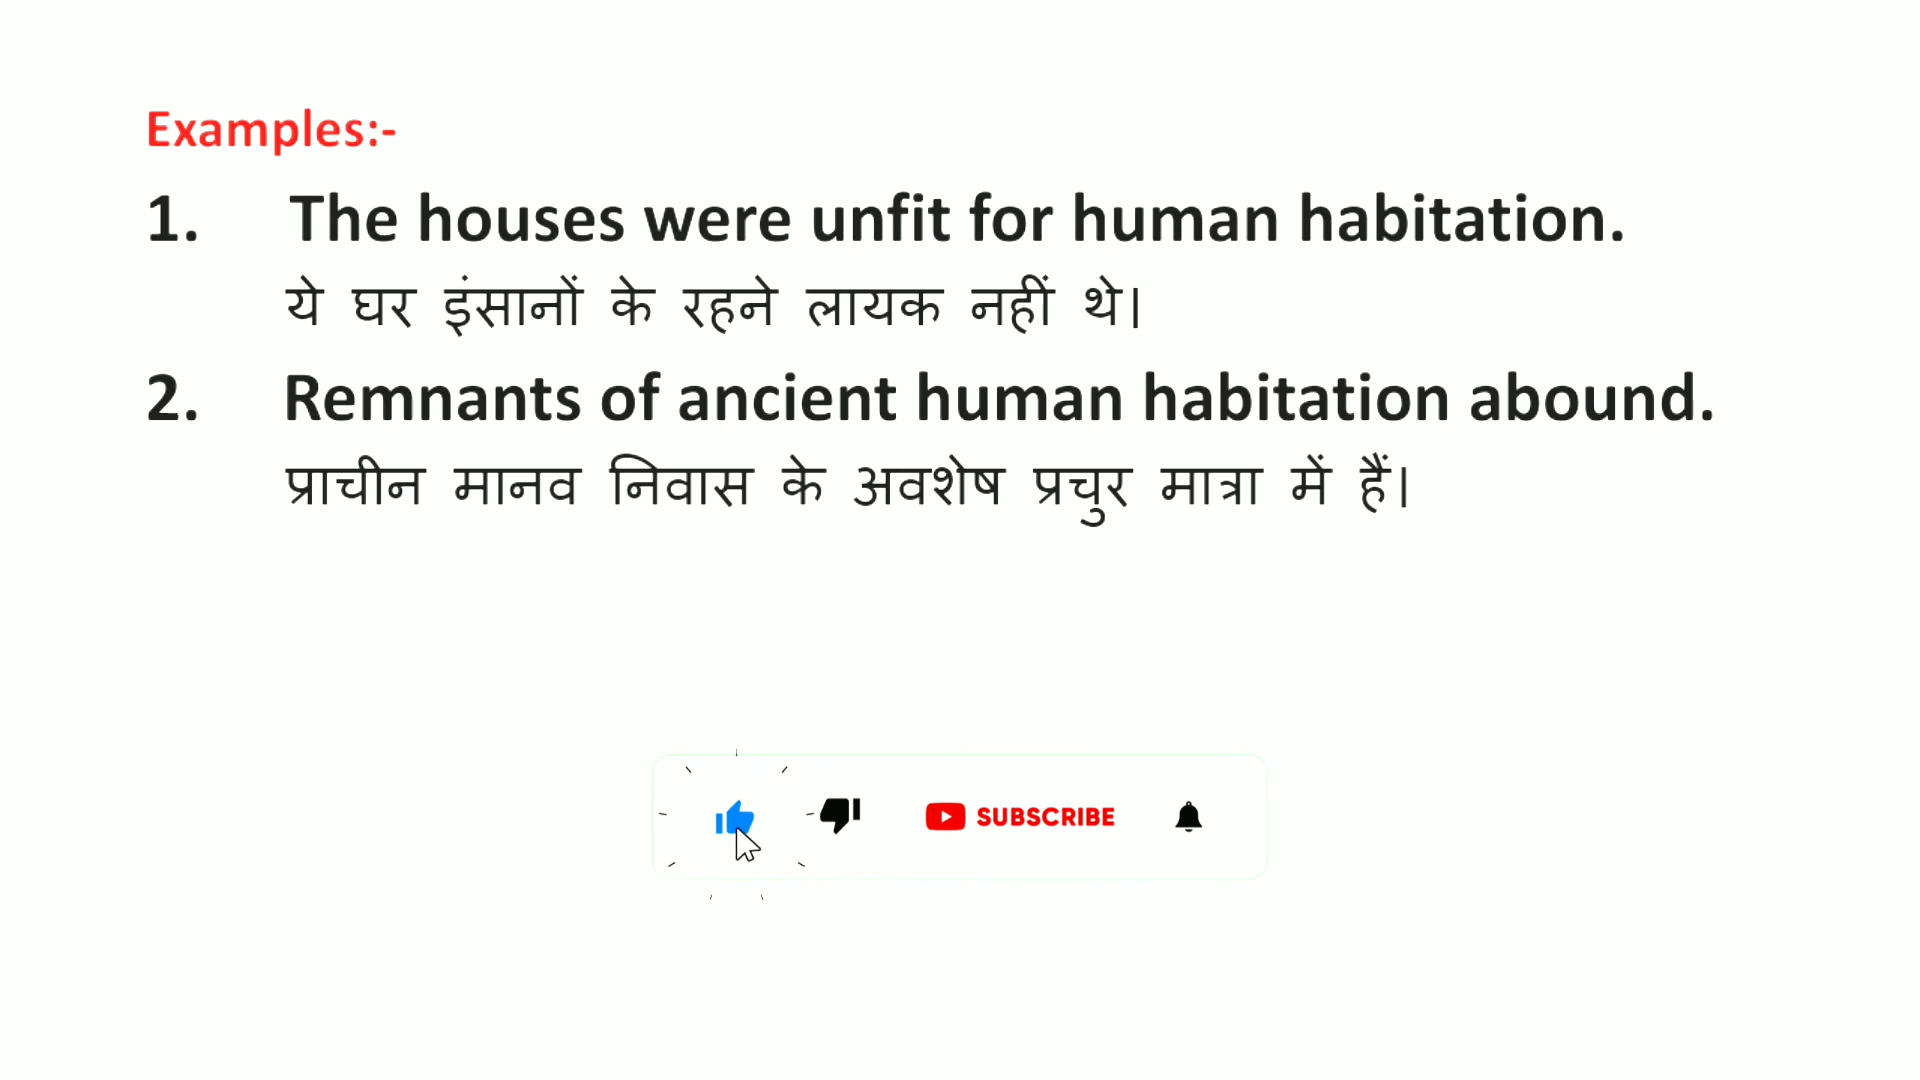 Examples:-
1. The houses were unfit for human habitation.
ये घर इंसानों के रहने लायक नहीं थे।
2. Remnants of ancient human habitation abound.
प्राचीन मानव निवास के अवशेष प्रचुर मात्रा में हैं।
SUBSCRIBE